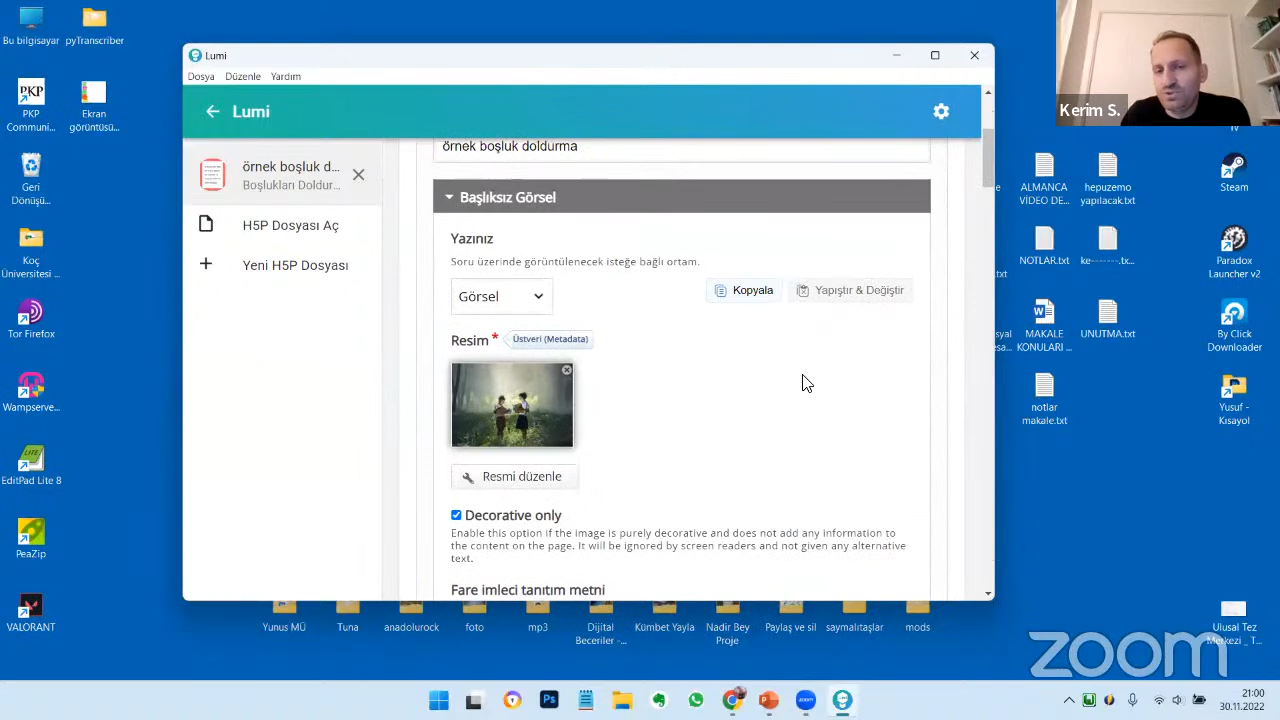 Bu bilgisayar
pyTranscriber
PKP
PKP
Communi...
Ekran
görüntüsü...
Geri
Dönüşü...
Koç
Üniversitesi ...
Tor Firefox
Wampserve...
EditPad Lite 8
PeaZip
VALORANT
Lumi
Dosya
Düzenle
Yardım
Lumi
örnek boşluk d...
Boşlukları Doldur...
H5P Dosyası Aç
Yeni H5P Dosyası
örnek boşluk doldurma
Başlıksız Görsel
Yazınız
Soru üzerinde görüntülenecek isteğe bağlı ortam.
Görsel
Kopyala
Yapıştır & Değiştir
Resim *
Üstveri (Metadata)
Resmi düzenle
Decorative only
Enable this option if the image is purely decorative and does not add any information to
the content on the page. It will be ignored by screen readers and not given any alternative
text.
Fare imleci tanıtım metni
Kerim S.
TV
ALMANCA
VİDEO DE...
hepuzemo
yapılacak.txt
Steam
NOTLAR.txt
ke-------.tx...
Paradox
Launcher v2
MAKALE
KONULARI ...
UNUTMA.txt
By Click
Downloader
notlar
makale.txt
Yusuf -
Kısayol
Yunus MÜ
Tuna
anadolurock
foto
mp3
Dijital
Beceriler -...
Kümbet Yayla
Nadir Bey
Proje
Paylaş ve sil
saymalıtaşlar
mods
Ulusal Tez
Merkezi _ T...
zoom
Ps
21:00
30.11.2022